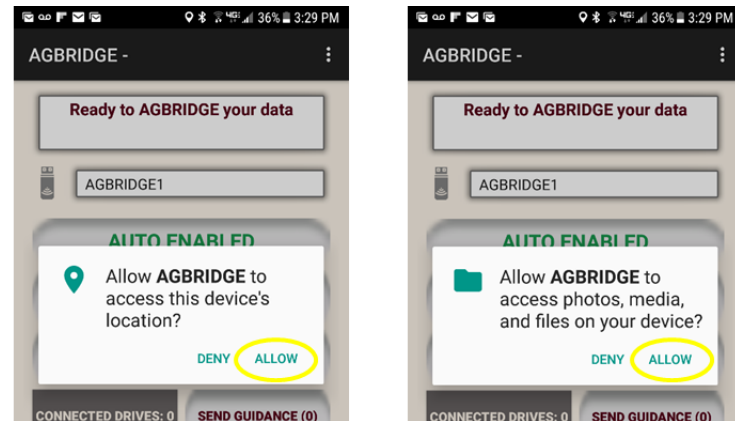 36% 3:29 PM
AGBRIDGE -
Ready to AGBRIDGE your data
AGBRIDGE1
AUTO ENABLED
Allow AGBRIDGE to
access this device's
location?
DENY ALLOW
CONNECTED DRIVES: 0 SEND GUIDANCE (0)
36% 3:29 PM
AGBRIDGE -
Ready to AGBRIDGE your data
AGBRIDGE1
AUTO ENABLED
Allow AGBRIDGE to
access photos, media,
and files on your device?
DENY ALLOW
CONNECTED DRIVES: 0 SEND GUIDANCE (0)